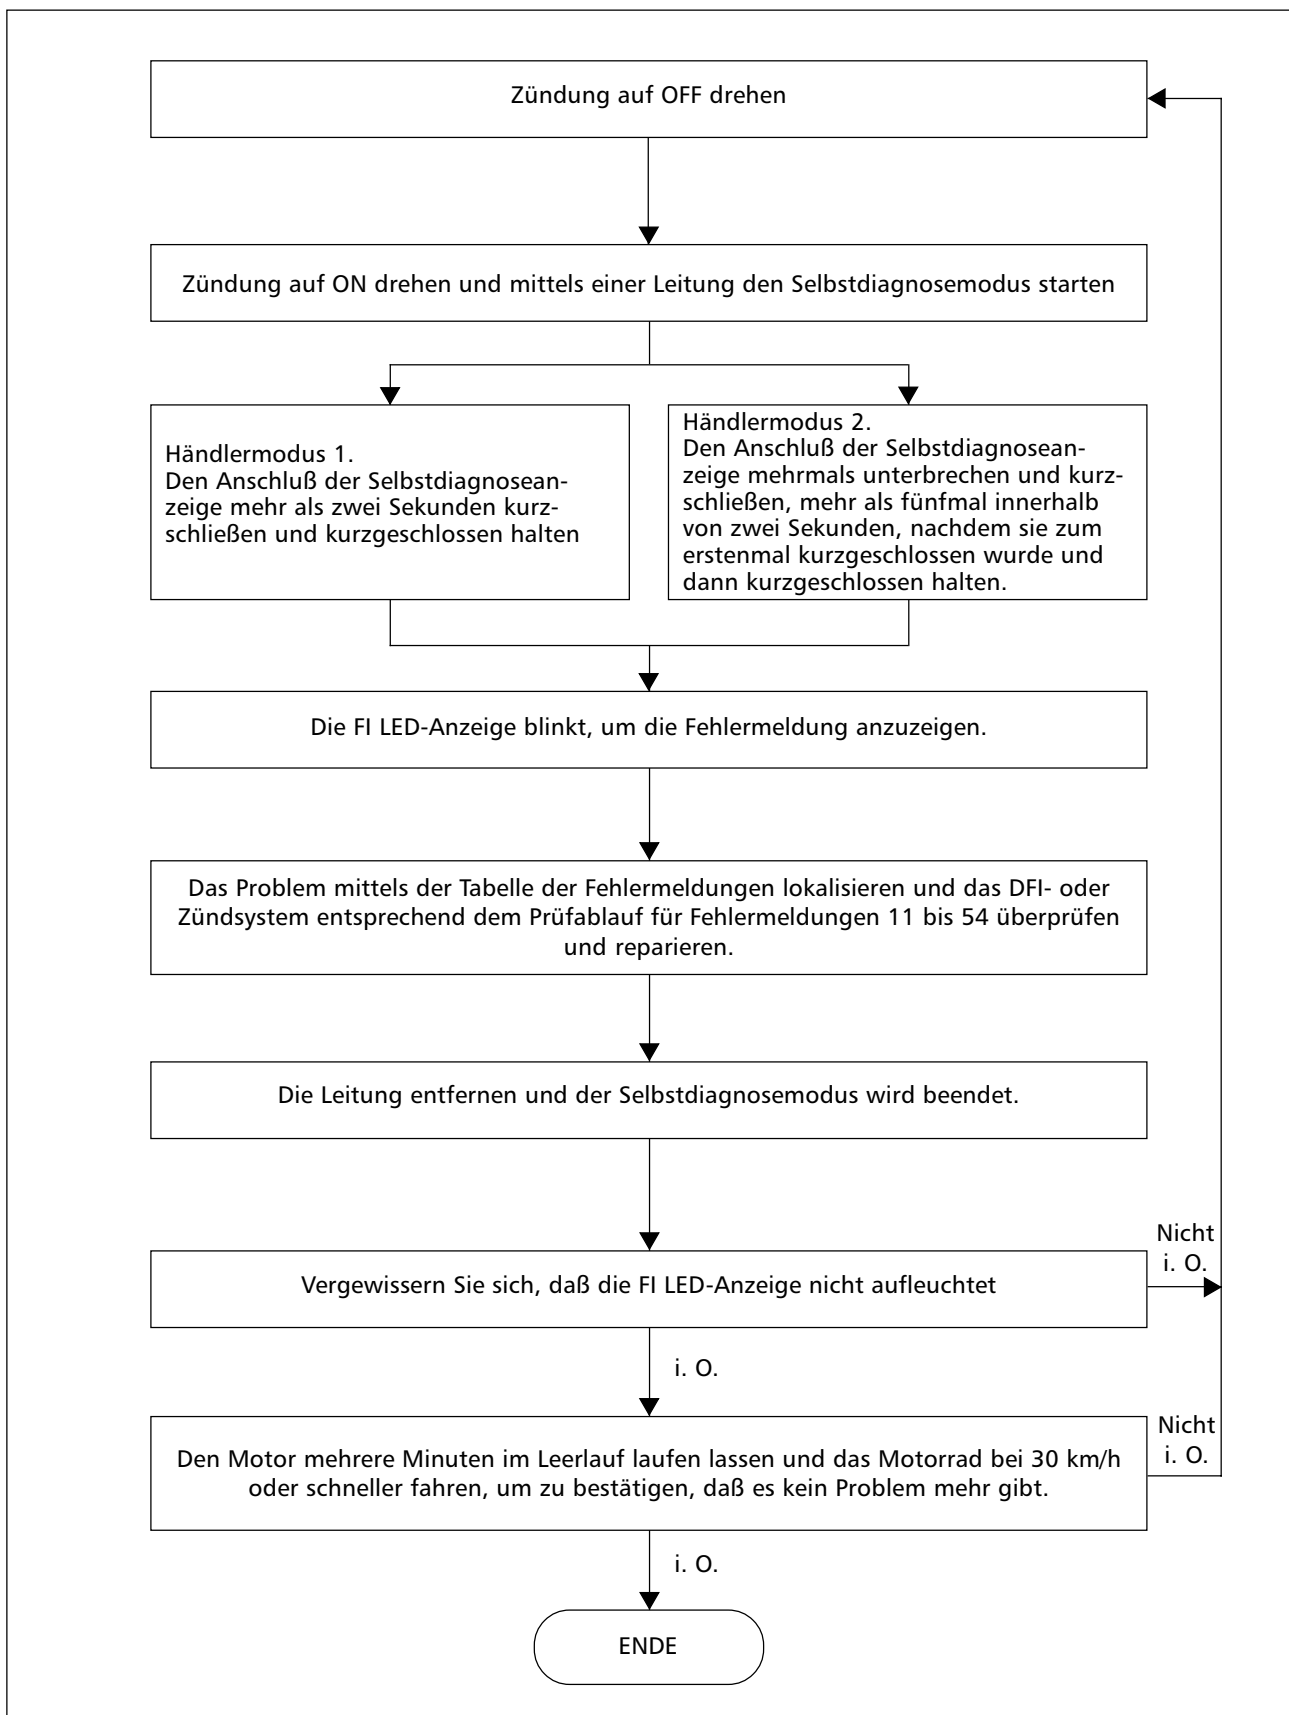 Zündung auf OFF drehen
Zündung auf ON drehen und mittels einer Leitung den Selbstdiagnosemodus starten
Händlermodus 1.
Den Anschluß der Selbstdiagnosean-
zeige mehr als zwei Sekunden kurz-
schließen und kurzgeschlossen halten
Händlermodus 2.
Den Anschluß der Selbstdiagnosean-
zeige mehrmals unterbrechen und kurz-
schließen, mehr als fünfmal innerhalb
von zwei Sekunden, nachdem sie zum
erstenmal kurzgeschlossen wurde und
dann kurzgeschlossen halten.
Die FI LED-Anzeige blinkt, um die Fehlermeldung anzuzeigen.
Das Problem mittels der Tabelle der Fehlermeldungen lokalisieren und das DFI- oder
Zündsystem entsprechend dem Prüfablauf für Fehlermeldungen 11 bis 54 überprüfen
und reparieren.
Die Leitung entfernen und der Selbstdiagnosemodus wird beendet.
Vergewissern Sie sich, daß die FI LED-Anzeige nicht aufleuchtet
Nicht
i. O.
i. O.
Den Motor mehrere Minuten im Leerlauf laufen lassen und das Motorrad bei 30 km/h
oder schneller fahren, um zu bestätigen, daß es kein Problem mehr gibt.
Nicht
i. O.
i. O.
ENDE